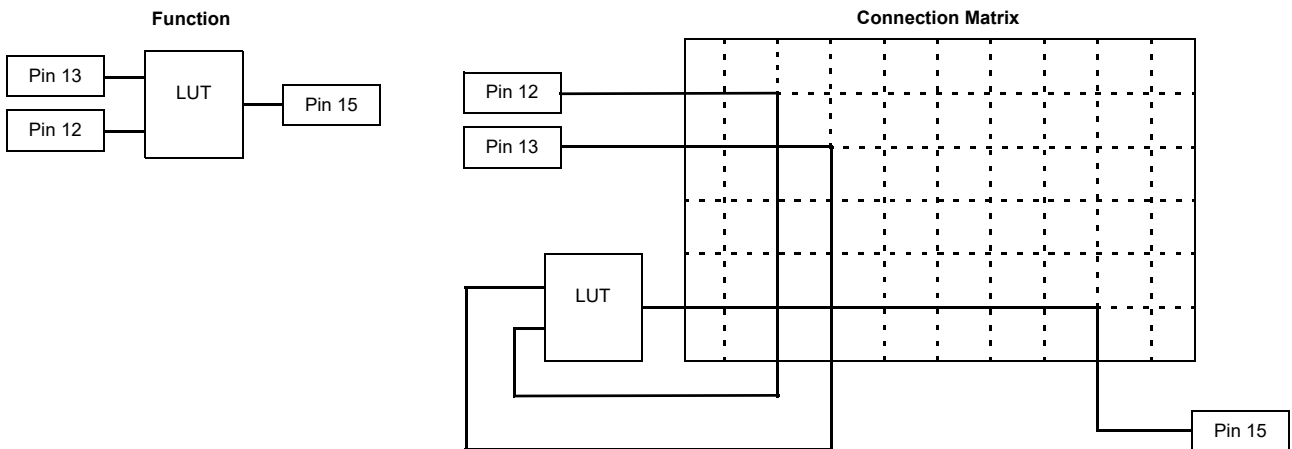 Function
Pin 13
LUT
Pin 15
Pin 12
Connection Matrix
Pin 12
Pin 13
LUT
Pin 15